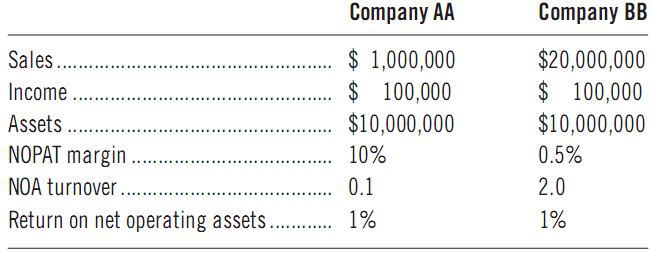 Company AA Company BB
Sales .................................................. $ 1,000,000 $20,000,000
Income ................................................ $ 100,000 $ 100,000
Assets ................................................ $10,000,000 $10,000,000
NOPAT margin .................................... 10% 0.5%
NOA turnover ...................................... 0.1 2.0
Return on net operating assets ............ 1% 1%